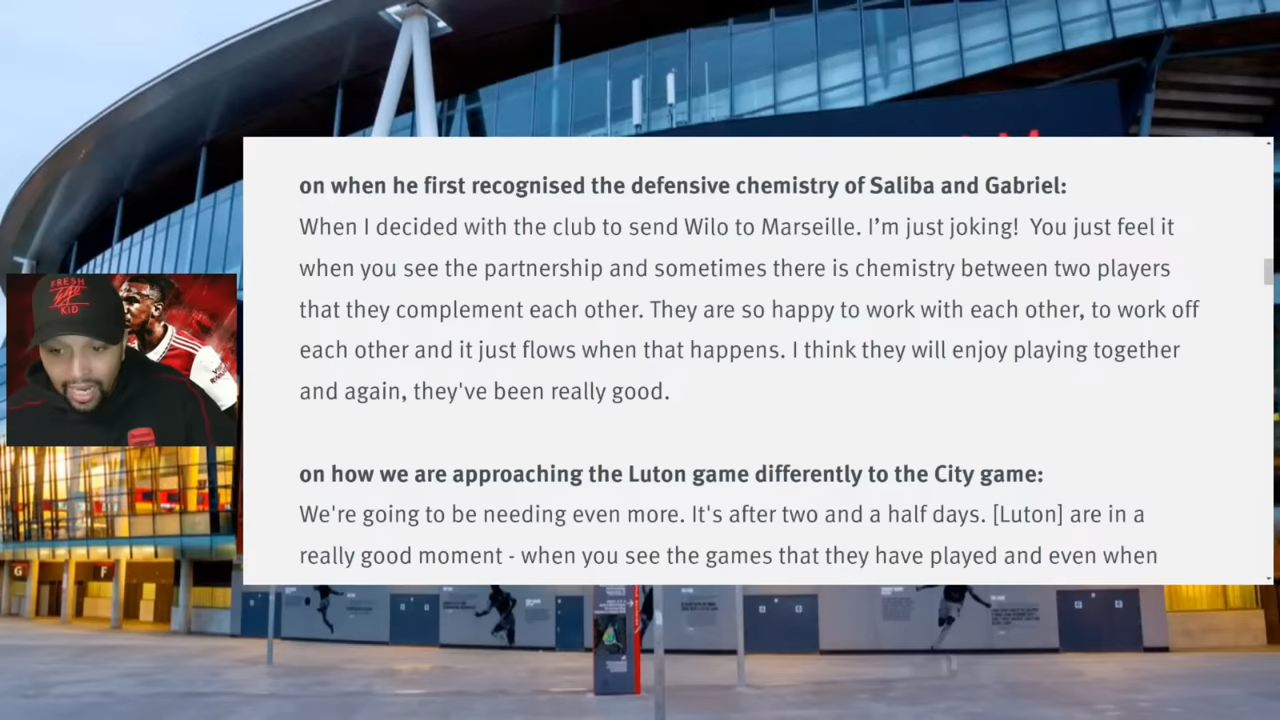 on when he first recognised the defensive chemistry of Saliba and Gabriel:
When I decided with the club to send Wilo to Marseille. I’m just joking!  You just feel it
when you see the partnership and sometimes there is chemistry between two players
that they complement each other. They are so happy to work with each other, to work off
each other and it just flows when that happens. I think they will enjoy playing together
and again, they've been really good.
on how we are approaching the Luton game differently to the City game:
We're going to be needing even more. It's after two and a half days. [Luton] are in a
really good moment - when you see the games that they have played and even when
FRESH
KID
G
F